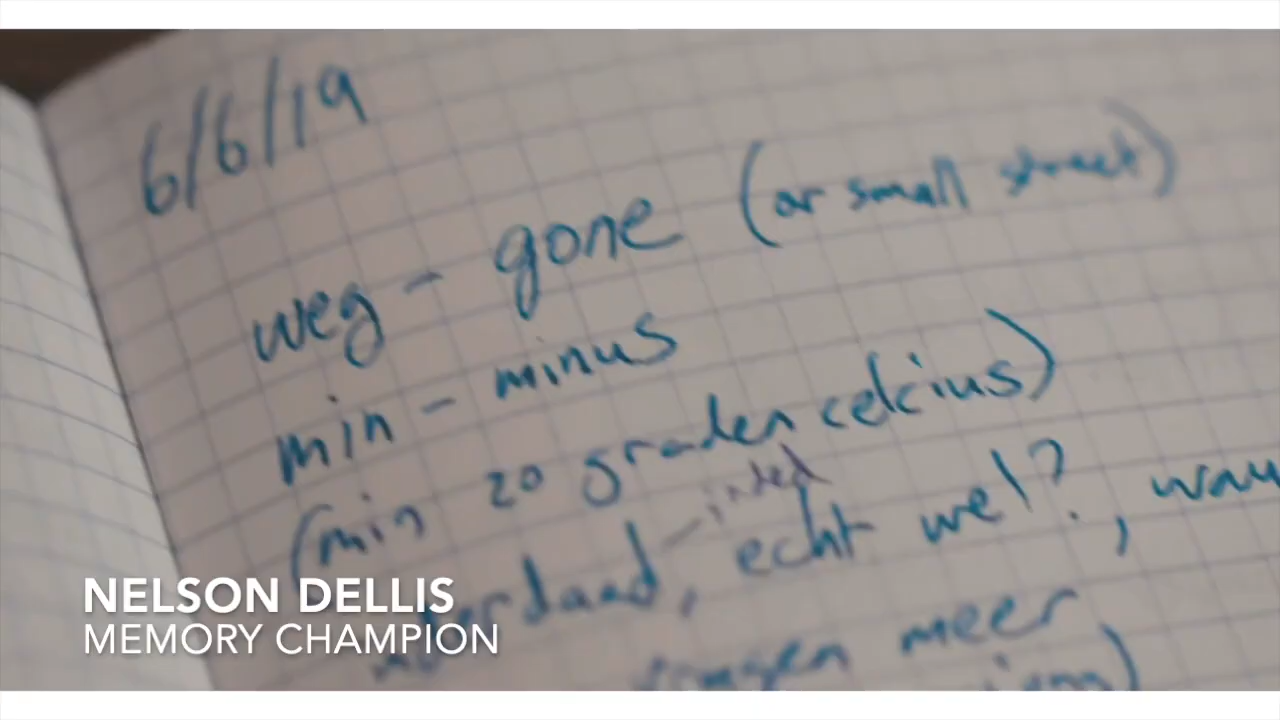 6/6/19
weg - gone (or small street)
min - minus
(min 20 graden celcius)
echt wel?,
meer
NELSON DELLIS
MEMORY CHAMPION